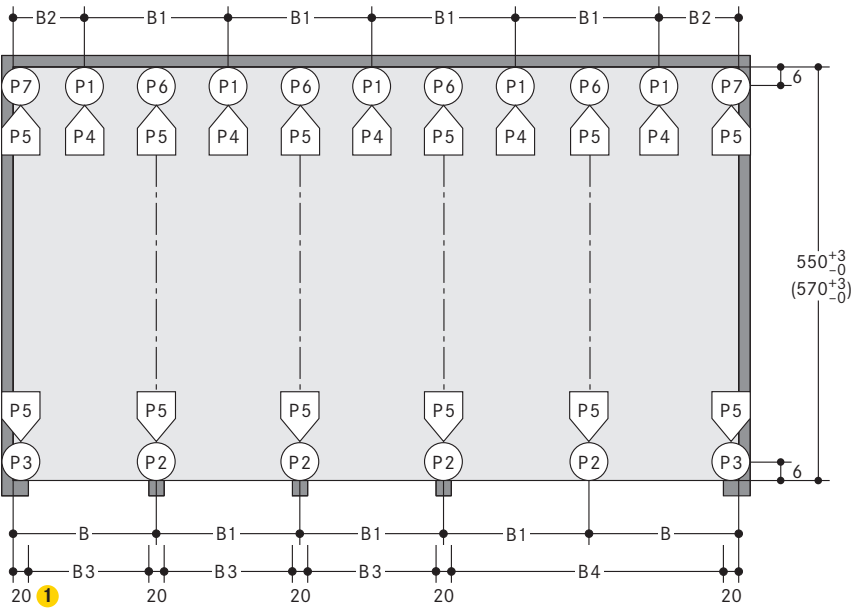 B2 B1 B1 B1 B1 B2
P7 P1 P6 P1 P6 P1 P6 P1 P6 P1 P7
6
P5 P4 P5 P4 P5 P4 P5 P4 P5 P4 P5
550+3 -0
(570+3 -0)
P5 P5 P5 P5 P5 P5
P3 P2 P2 P2 P2 P3
6
B B1 B1 B1 B
B3 B3 B3 B4
20 1 20 20 20 20